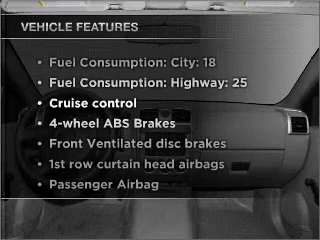 VEHICLE FEATURES
• Fuel Consumption: City: 18
• Fuel Consumption: Highway: 25
• Cruise control
• 4-wheel ABS Brakes
• Front Ventilated disc brakes
• 1st row curtain head airbags
• Passenger Airbag